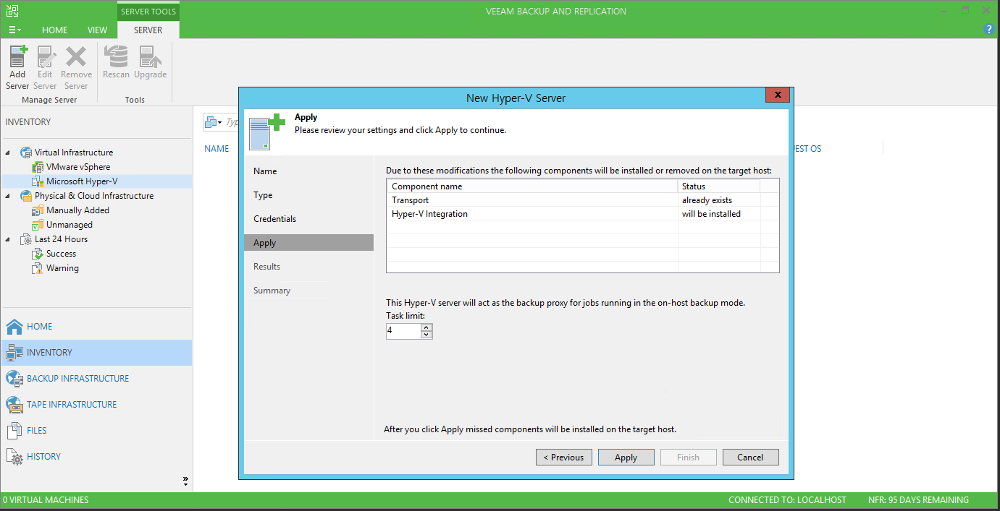 SERVER TOOLS
VEEAM BACKUP AND REPLICATION
HOME VIEW SERVER
?
Add Server
Edit Server
Remove Server
Rescan
Upgrade
Manage Server
Tools
INVENTORY
Virtual Infrastructure
VMware vSphere
Microsoft Hyper-V
Physical & Cloud Infrastructure
Manually Added
Unmanaged
Last 24 Hours
Success
Warning
HOME
INVENTORY
BACKUP INFRASTRUCTURE
TAPE INFRASTRUCTURE
FILES
HISTORY
Typ
NAME
EST OS
New Hyper-V Server
Apply
Please review your settings and click Apply to continue.
Name
Type
Credentials
Apply
Results
Summary
Due to these modifications the following components will be installed or removed on the target host:
Component name Status
Transport already exists
Hyper-V Integration will be installed
This Hyper-V server will act as the backup proxy for jobs running in the on-host backup mode.
Task limit:
4
After you click Apply missed components will be installed on the target host.
< Previous Apply Finish Cancel
0 VIRTUAL MACHINES
CONNECTED TO: LOCALHOST
NFR: 95 DAYS REMAINING